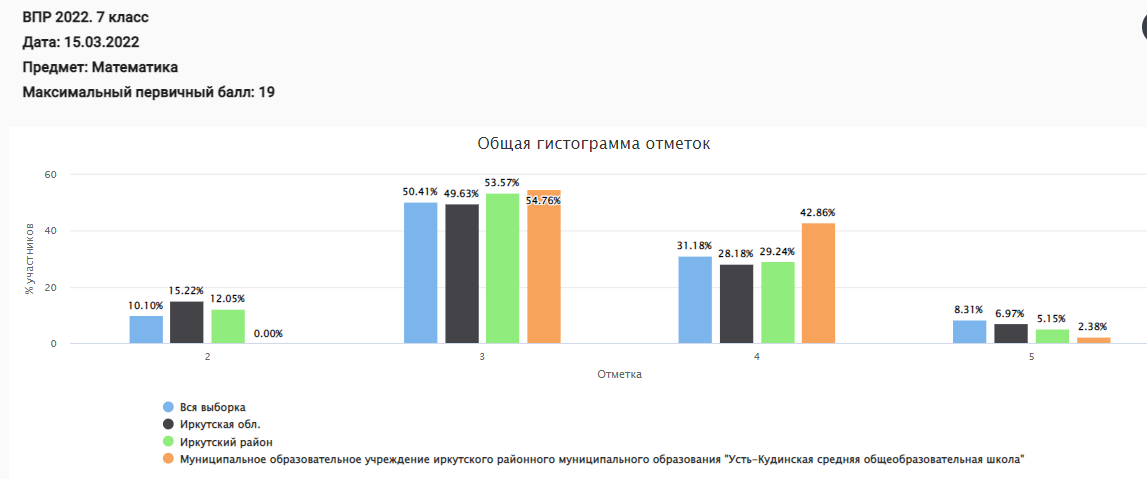 ВПР 2022. 7 класс
Дата: 15.03.2022
Предмет: Математика
Максимальный первичный балл: 19
Общая гистограмма отметок
% участников
60
40
20
0
10.10% 15.22% 12.05% 0.00%
50.41% 49.63% 53.57% 54.76%
31.18% 28.18% 29.24% 42.86%
8.31% 6.97% 5.15% 2.38%
2 3 4 5
Отметка
Вся выборка
Иркутская обл.
Иркутский район
Муниципальное образовательное учреждение иркутского районного муниципального образования "Усть-Кудинская средняя общеобразовательная школа"